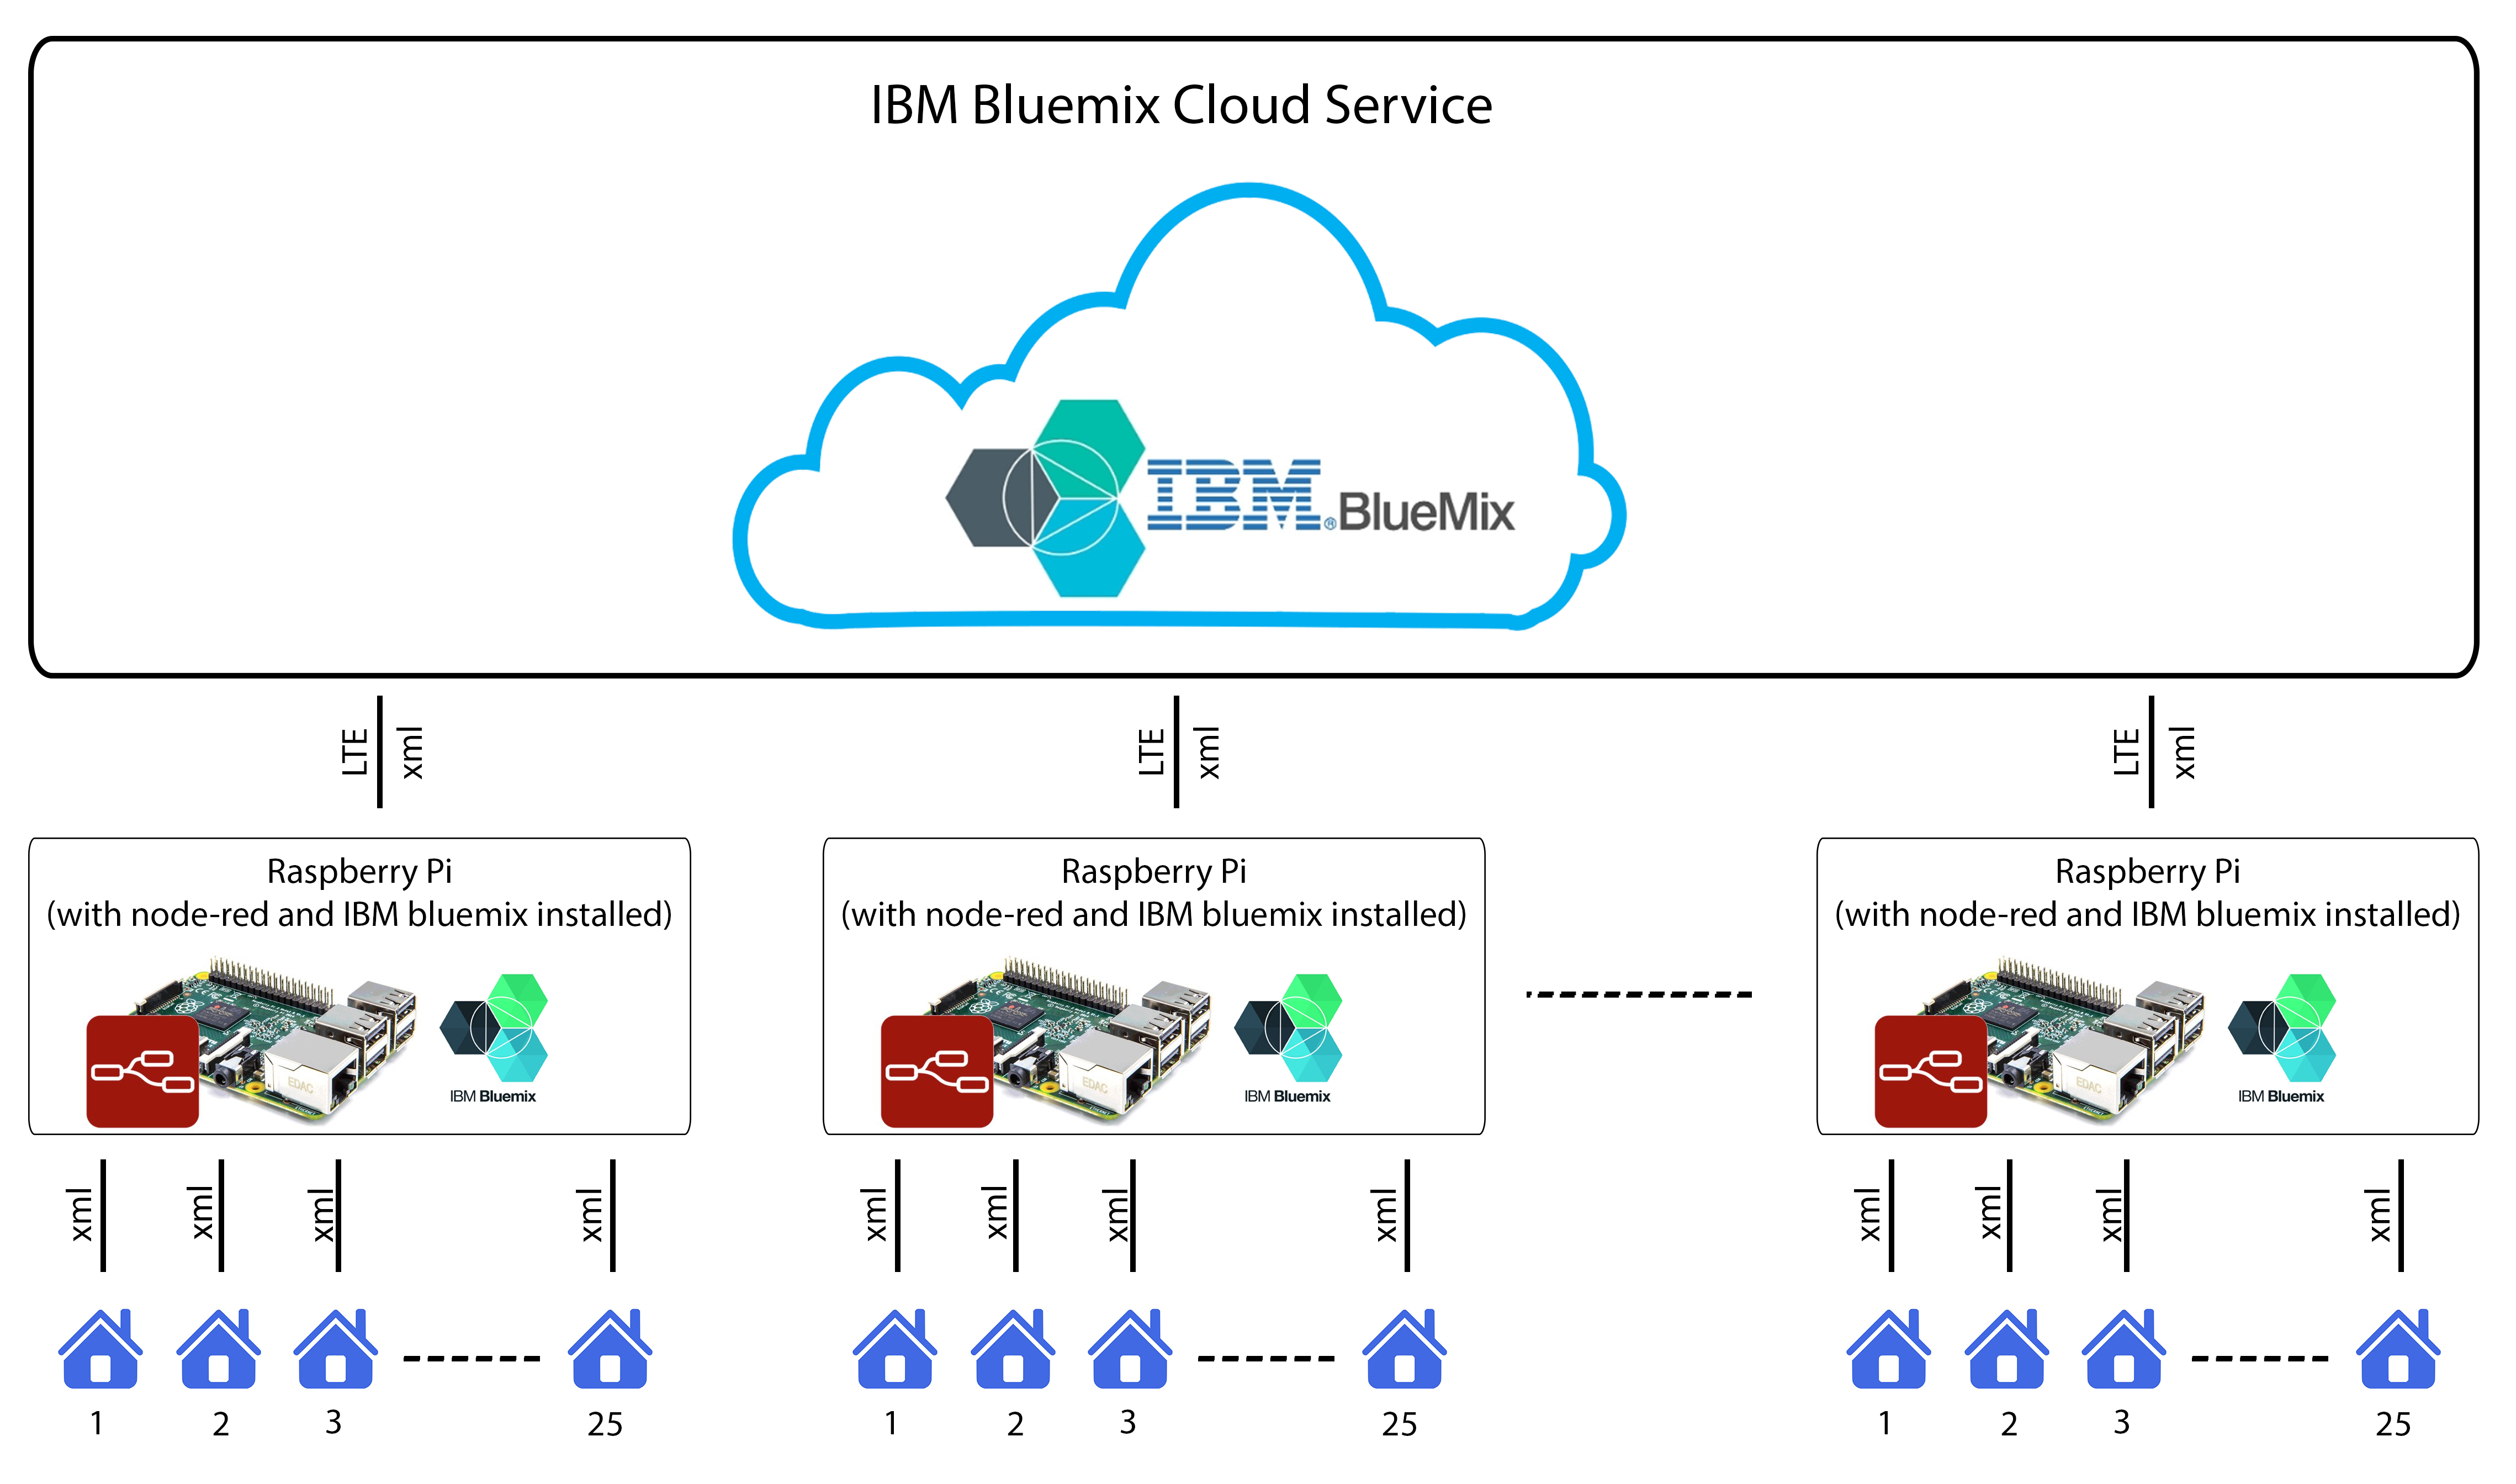 IBM Bluemix Cloud Service
IBM® BlueMix
LTE
xml
LTE
xml
LTE
xml
Raspberry Pi
(with node-red and IBM bluemix installed)
EDAC
IBM Bluemix
Raspberry Pi
(with node-red and IBM bluemix installed)
EDAC
IBM Bluemix
Raspberry Pi
(with node-red and IBM bluemix installed)
EDAC
IBM Bluemix
xml
xml
xml
xml
xml
xml
xml
xml
xml
xml
xml
xml
1 2 3 25
1 2 3 25
1 2 3 25